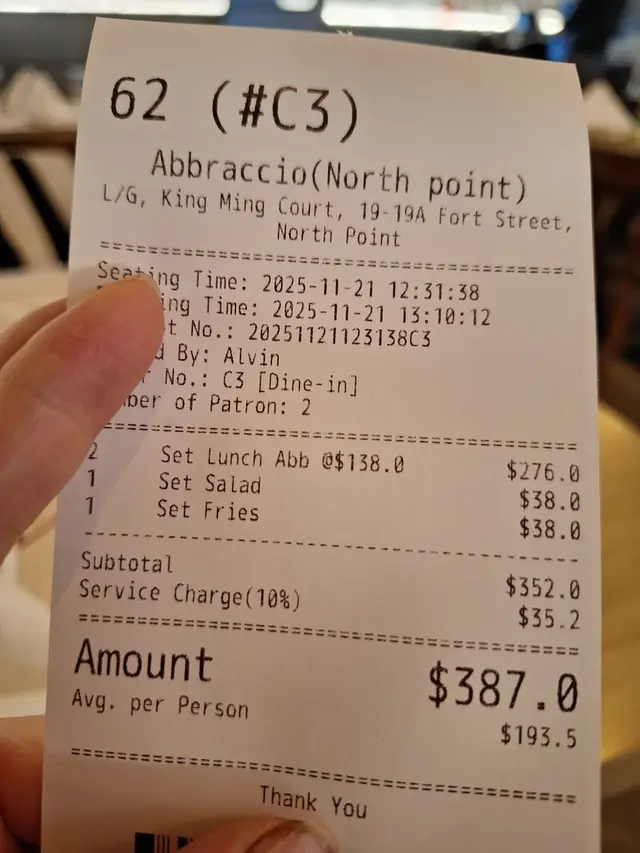 62 (#C3)
Abbraccio(North point)
L/G, King Ming Court, 19-19A Fort Street,
North Point
Seating Time: 2025-11-21 12:31:38
ing Time: 2025-11-21 13:10:12
t No.: 20251121123138C3
d By: Alvin
r No.: C3 [Dine-in]
ber of Patron: 2
2 Set Lunch Abb @$138.0 $276.0
1 Set Salad $38.0
1 Set Fries $38.0
Subtotal $352.0
Service Charge(10%) $35.2
Amount $387.0
Avg. per Person $193.5
Thank You